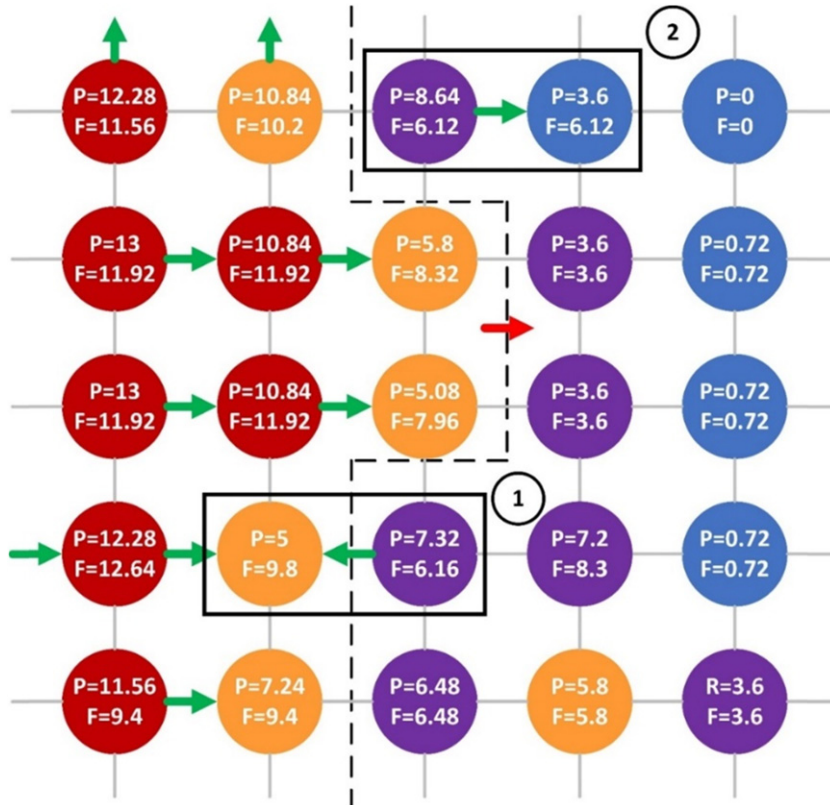 2
P=12.28
F=11.56
P=10.84
F=10.2
P=8.64
F=6.12
P=3.6
F=6.12
P=0
F=0
P=13
F=11.92
P=10.84
F=11.92
P=5.8
F=8.32
P=3.6
F=3.6
P=0.72
F=0.72
P=13
F=11.92
P=10.84
F=11.92
P=5.08
F=7.96
P=3.6
F=3.6
P=0.72
F=0.72
1
P=12.28
F=12.64
P=5
F=9.8
P=7.32
F=6.16
P=7.2
F=8.3
P=0.72
F=0.72
P=11.56
F=9.4
P=7.24
F=9.4
P=6.48
F=6.48
P=5.8
F=5.8
R=3.6
F=3.6